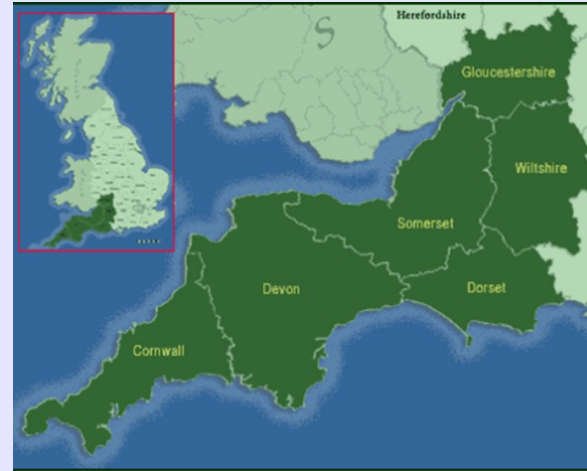 Herefordshire
S
Gloucestershire
Wiltshire
Somerset
Devon
Dorset
Cornwall